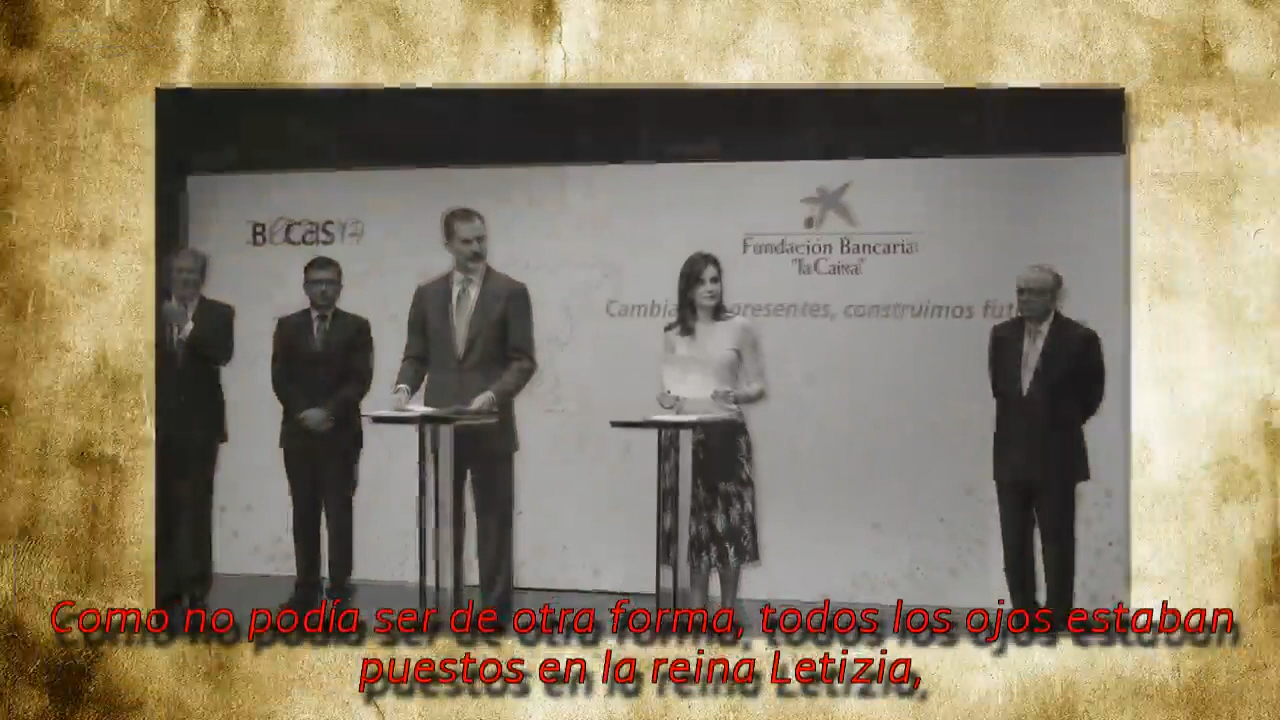 Becas 17
Fundación Bancaria
"la Caixa"
presentes, construimos
Como no podía ser de otra forma, todos los ojos estaban
puestos en la reina Letizia,